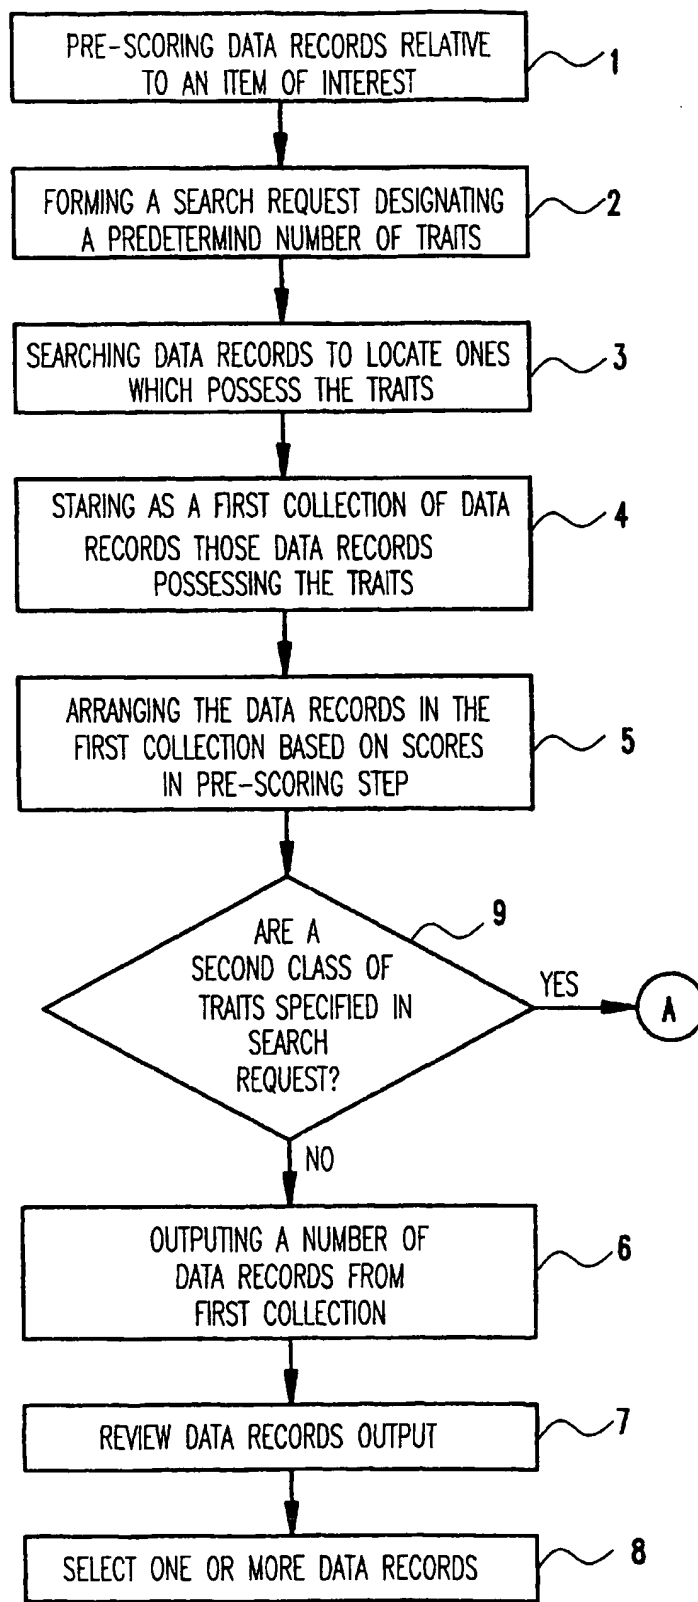 PRE-SCORING DATA RECORDS RELATIVE
TO AN ITEM OF INTEREST
1
FORMING A SEARCH REQUEST DESIGNATING
A PREDETERMIND NUMBER OF TRAITS
2
SEARCHING DATA RECORDS TO LOCATE ONES
WHICH POSSESS THE TRAITS
3
STARING AS A FIRST COLLECTION OF DATA
RECORDS THOSE DATA RECORDS
POSSESSING THE TRAITS
4
ARRANGING THE DATA RECORDS IN THE
FIRST COLLECTION BASED ON SCORES
IN PRE-SCORING STEP
5
9
ARE A
SECOND CLASS OF
TRAITS SPECIFIED IN
SEARCH
REQUEST?
YES
A
NO
OUTPUTING A NUMBER OF
DATA RECORDS FROM
FIRST COLLECTION
6
REVIEW DATA RECORDS OUTPUT
7
SELECT ONE OR MORE DATA RECORDS
8